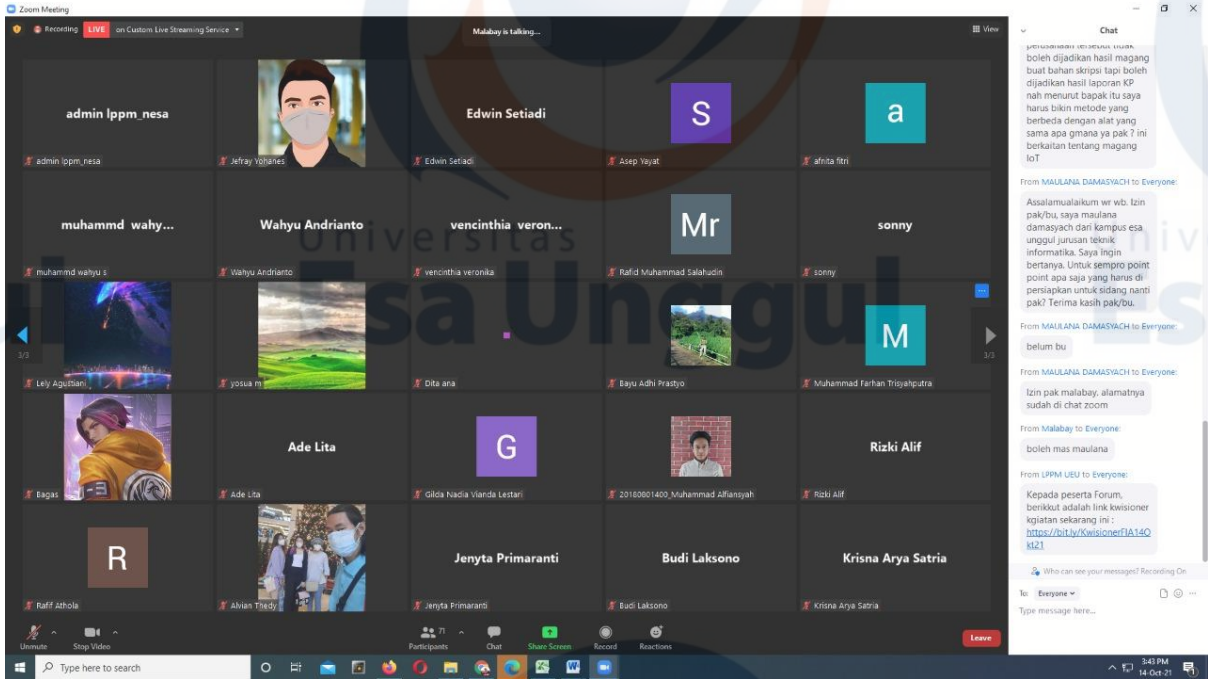 Zoom Meeting
Recording LIVE on Custom Live Streaming Service
Malabay is talking...
View
admin lppm_nesa
Edwin Setiadi
S
a
admin lppm_nesa
Jefray Yohanes
Edwin Setiadi
Asep Yayat
afnita fitri
muhammd wahy...
Wahyu Andrianto
vencinthia veron...
Mr
sonny
muhammd wahyu s
Wahyu Andrianto
vencinthia veronika
Rafid Muhammad Salahudin
sonny
Universitas
Esa Unggul
M
3/3
3/3
Lely Agustiani
yosua m
Dita ana
Bayu Adhi Prastyo
Muhammad Farhan Trisyahputra
Ade Lita
G
Rizki Alif
Bagas
Ade Lita
Gilda Nadia Vianda Lestari
20180801400_Muhammad Alfiansyah
Rizki Alif
R
Jenyta Primaranti
Budi Laksono
Krisna Arya Satria
Rafif Athola
Alvian Thedy
Jenyta Primaranti
Budi Laksono
Krisna Arya Satria
Unmute
Stop Video
Participants
71
Chat
Share Screen
Record
Reactions
Leave
Chat
perusahaan tersebut tidak
boleh dijadikan hasil magang
buat bahan skripsi tapi boleh
dijadikan hasil laporan KP
nah menurut bapak itu saya
harus bikin metode yang
berbeda dengan alat yang
sama apa gmana ya pak ? ini
berkaitan tentang magang
IoT
From MAULANA DAMASYACH to Everyone:
Assalamualaikum wr wb. Izin
pak/bu, saya maulana
damasyach dari kampus esa
unggul jurusan teknik
informatika. Saya ingin
bertanya. Untuk sempro point
point apa saja yang harus di
persiapkan untuk sidang nanti
pak? Terima kasih pak/bu.
From MAULANA DAMASYACH to Everyone:
belum bu
From MAULANA DAMASYACH to Everyone:
Izin pak malabay, alamatnya
sudah di chat zoom
From Malabay to Everyone:
boleh mas maulana
From LPPM UEU to Everyone:
Kepada peserta Forum,
berikkut adalah link kwisioner
kgiatan sekarang ini :
https://bit.ly/KwisionerFIA14O
kt21
Who can see your messages? Recording On
To: Everyone
Type message here...
Type here to search
3:43 PM
14-Oct-21